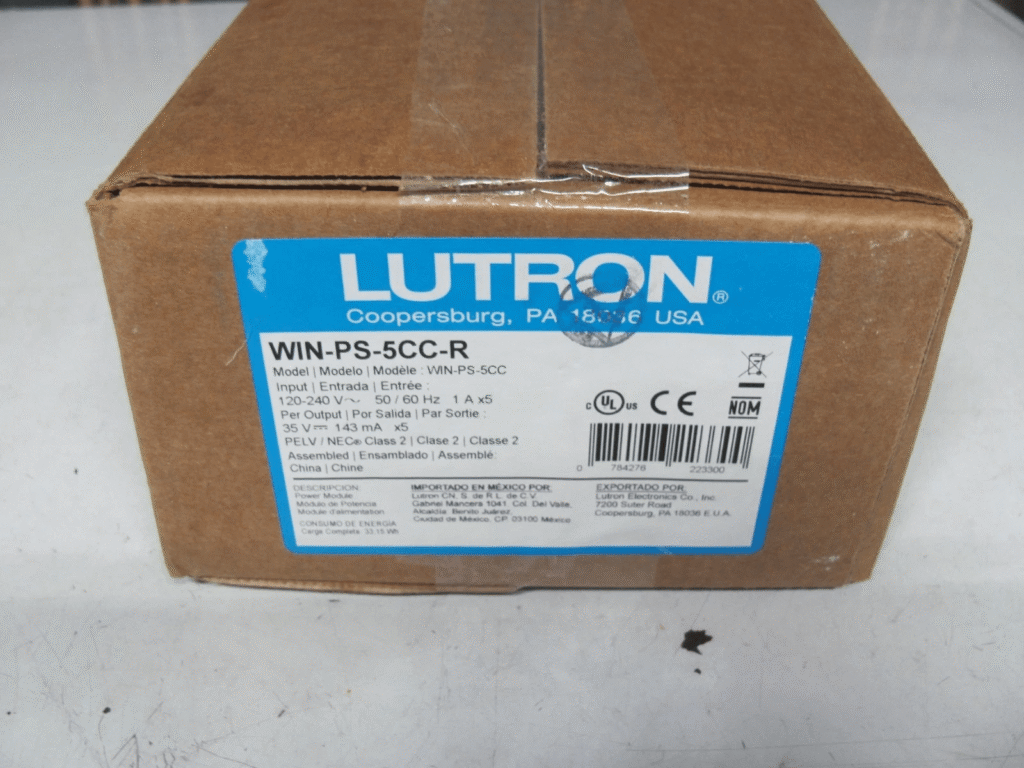 LUTRON®
Coopersburg, PA 18036 USA
WIN-PS-5CC-R
Model | Modelo | Modèle : WIN-PS-5CC
Input | Entrada | Entrée :
120-240 V~ 50 / 60 Hz 1 A x5
Per Output | Por Salida | Par Sortie :
35 V⎓ 143 mA x5
PELV / NEC® Class 2 | Clase 2 | Classe 2
Assembled | Ensamblado | Assemblé:
China | Chine
c UL us CE
NOM
0 784276 223300
DESCRIPCION:
Power Module
Módulo de Potencia
Module d'alimentation
CONSUMO DE ENERGIA
Carga Completa: 33.15 Wh
IMPORTADO EN MÉXICO POR:
Lutron CN, S. de R.L. de C.V.
Gabriel Mancera 1041, Col. Del Valle,
Alcaldía. Benito Juárez,
Ciudad de México, C.P. 03100 México
EXPORTADO POR:
Lutron Electronics Co., Inc.
7200 Suter Road
Coopersburg, PA 18036 E.U.A.